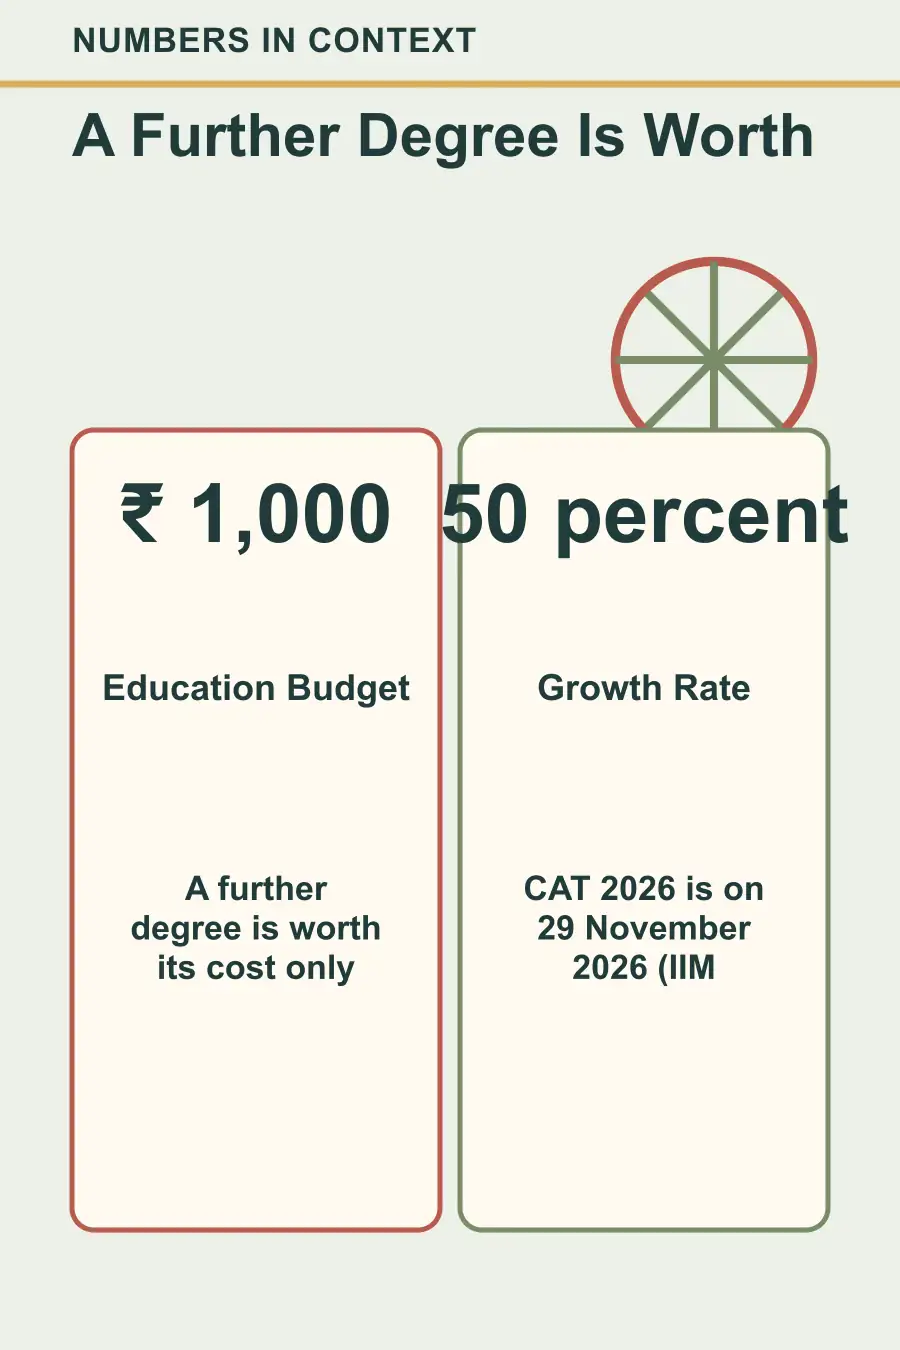 NUMBERS IN CONTEXT
A Further Degree Is Worth
₹ 1,000
Education Budget
A further
degree is worth
its cost only
50 percent
Growth Rate
CAT 2026 is on
29 November
2026 (IIM